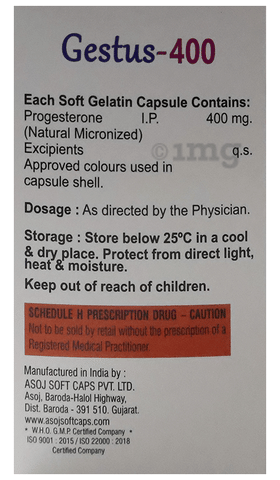 Gestus-400
Each Soft Gelatin Capsule Contains:
Progesterone I.P. 400 mg.
(Natural Micronized)
Excipients q.s.
Approved colours used in
capsule shell.
Dosage : As directed by the Physician.
Storage : Store below 25ºC in a cool
& dry place. Protect from direct light,
heat & moisture.
Keep out of reach of children.
SCHEDULE H PRESCRIPTION DRUG – CAUTION
Not to be sold by retail without the prescription of a
Registered Medical Practitioner.
Manufactured in India by :
ASOJ SOFT CAPS PVT. LTD.
Asoj, Baroda-Halol Highway,
Dist. Baroda - 391 510. Gujarat.
www.asojsoftcaps.com
• W.H.O. G.M.P. Certified Company •
ISO 9001 : 2015 / ISO 22000 : 2018
Certified Company
©1mg